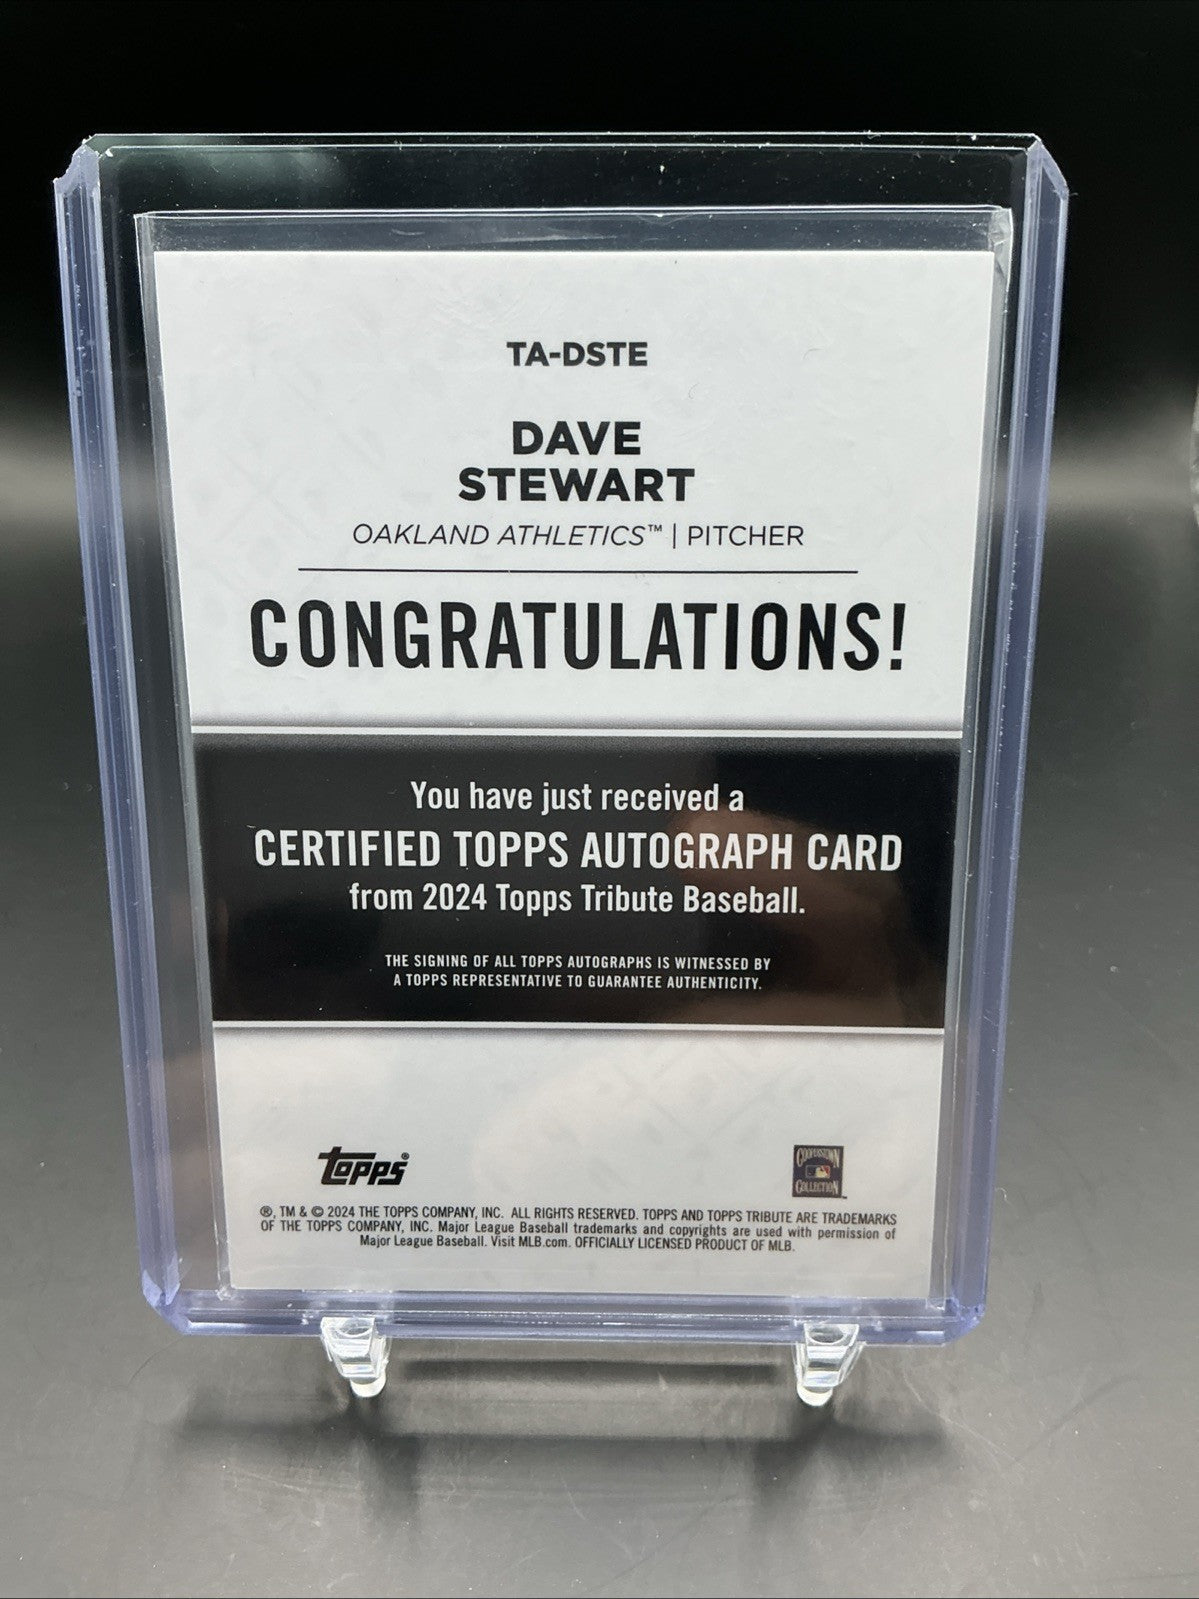 TA-DSTE
DAVE
STEWART
OAKLAND ATHLETICS™ | PITCHER
CONGRATULATIONS!
You have just received a
CERTIFIED TOPPS AUTOGRAPH CARD
from 2024 Topps Tribute Baseball.
THE SIGNING OF ALL TOPPS AUTOGRAPHS IS WITNESSED BY
A TOPPS REPRESENTATIVE TO GUARANTEE AUTHENTICITY.
Topps®
COOPERSTOWN
COLLECTION
®, TM & © 2024 THE TOPPS COMPANY, INC. ALL RIGHTS RESERVED. TOPPS AND TOPPS TRIBUTE ARE TRADEMARKS
OF THE TOPPS COMPANY, INC. Major League Baseball trademarks and copyrights are used with permission of
Major League Baseball. Visit MLB.com. OFFICIALLY LICENSED PRODUCT OF MLB.